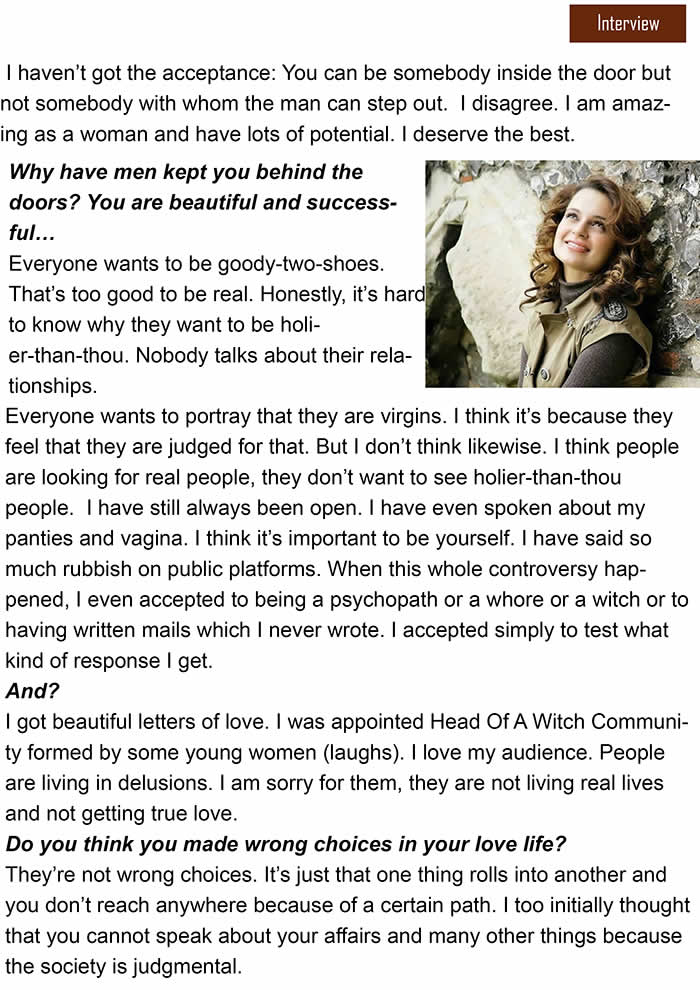 Interview
I haven’t got the acceptance: You can be somebody inside the door but
not somebody with whom the man can step out.  I disagree. I am amaz-
ing as a woman and have lots of potential. I deserve the best.
Why have men kept you behind the
doors? You are beautiful and success-
ful…
Everyone wants to be goody-two-shoes.
That’s too good to be real. Honestly, it’s hard
to know why they want to be holi-
er-than-thou. Nobody talks about their rela-
tionships.
Everyone wants to portray that they are virgins. I think it’s because they
feel that they are judged for that. But I don’t think likewise. I think people
are looking for real people, they don’t want to see holier-than-thou
people.  I have still always been open. I have even spoken about my
panties and vagina. I think it’s important to be yourself. I have said so
much rubbish on public platforms. When this whole controversy hap-
pened, I even accepted to being a psychopath or a whore or a witch or to
having written mails which I never wrote. I accepted simply to test what
kind of response I get.
And?
I got beautiful letters of love. I was appointed Head Of A Witch Communi-
ty formed by some young women (laughs). I love my audience. People
are living in delusions. I am sorry for them, they are not living real lives
and not getting true love.
Do you think you made wrong choices in your love life?
They’re not wrong choices. It’s just that one thing rolls into another and
you don’t reach anywhere because of a certain path. I too initially thought
that you cannot speak about your affairs and many other things because
the society is judgmental.